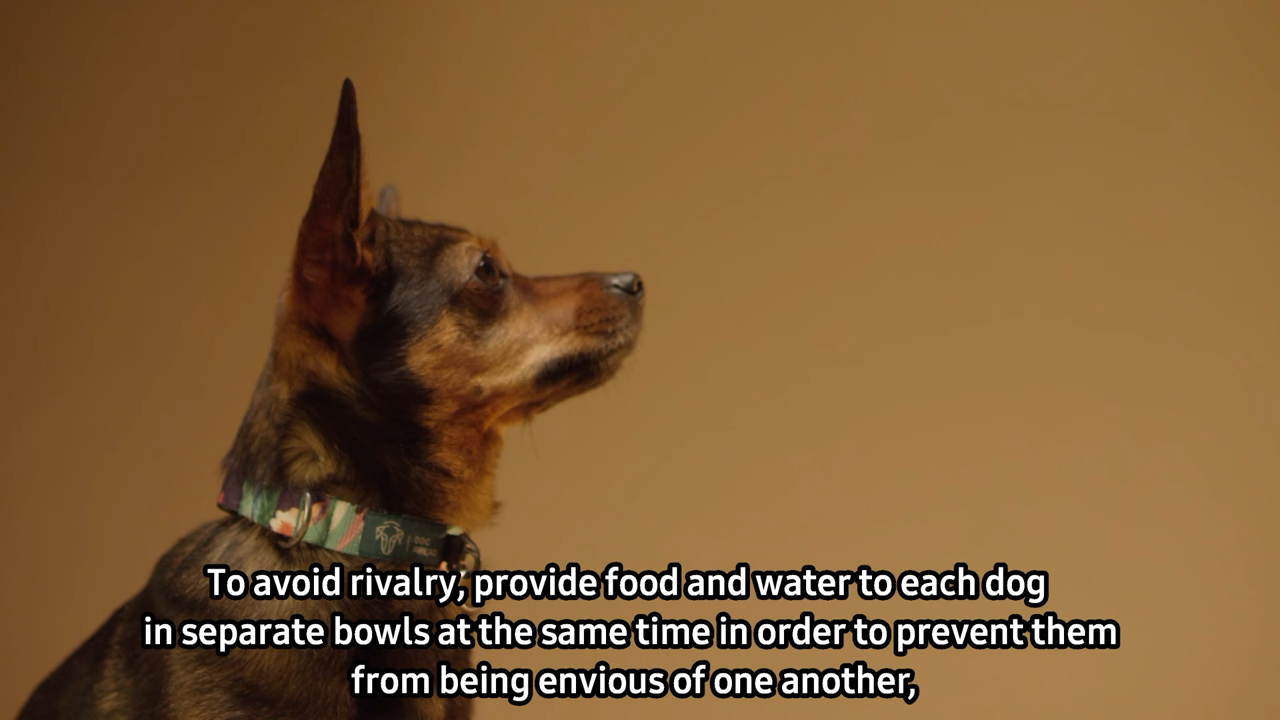 DOG
To avoid rivalry, provide food and water to each dog
in separate bowls at the same time in order to prevent them
from being envious of one another,